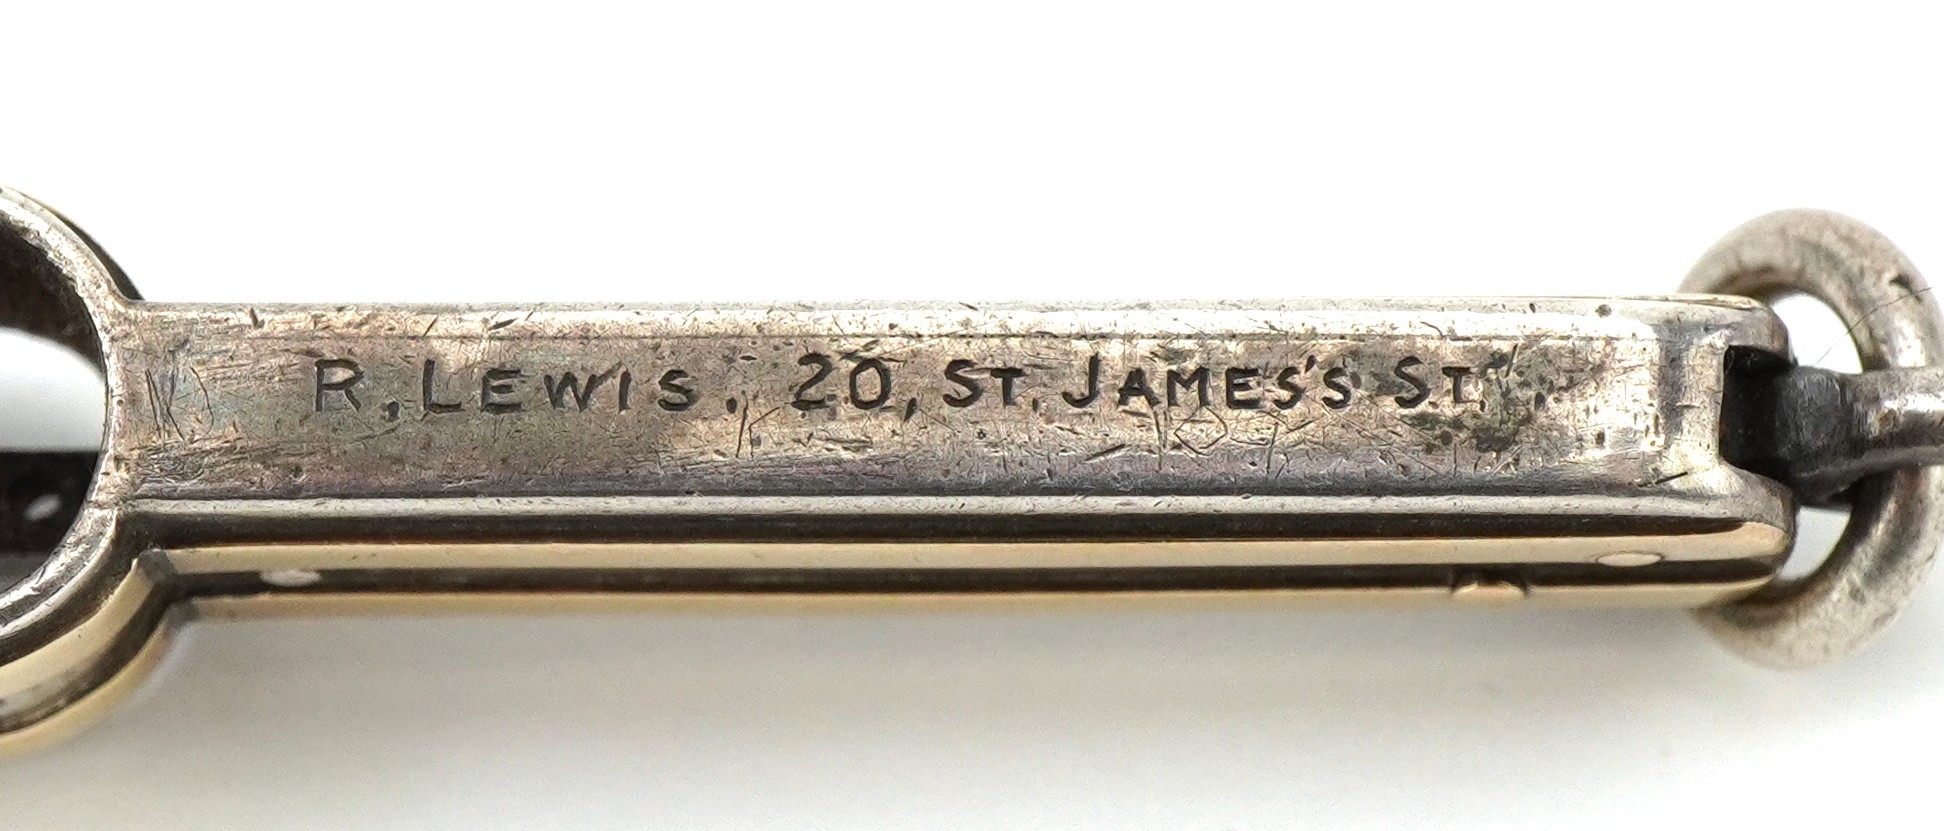 R. LEWIS. 20, ST. JAMES'S ST.